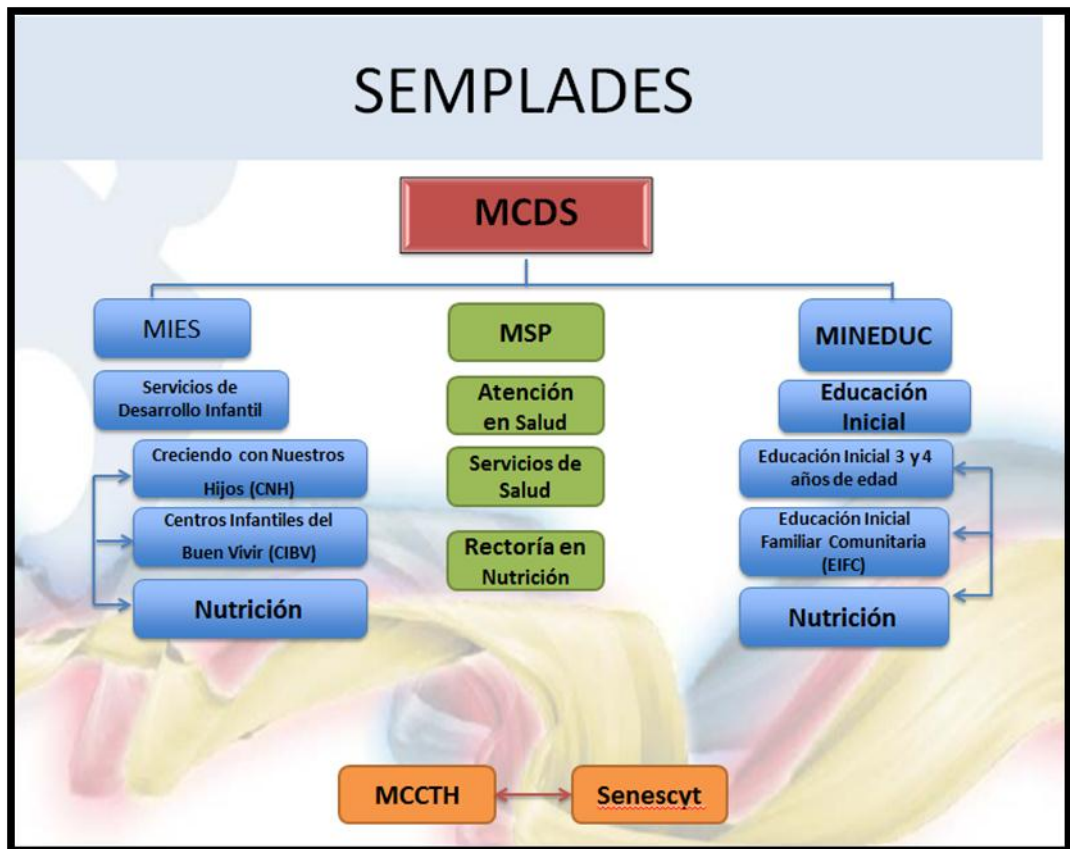 SEMPLADES
MCDS
MIES
Servicios de
Desarrollo Infantil
Creciendo con Nuestros
Hijos (CNH)
Centros Infantiles del
Buen Vivir (CIBV)
Nutrición
MSP
Atención
en Salud
Servicios de
Salud
Rectoría en
Nutrición
MINEDUC
Educación
Inicial
Educación Inicial 3 y 4
años de edad
Educación Inicial
Familiar Comunitaria
(EIFC)
Nutrición
MCCTH
Senescyt